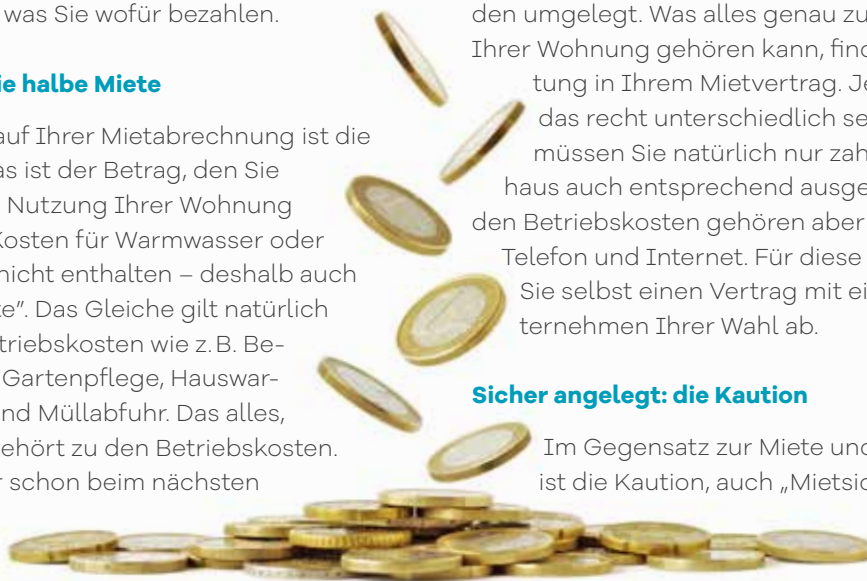 was Sie wofür bezahlen.
ie halbe Miete
auf Ihrer Mietabrechnung ist die
as ist der Betrag, den Sie
Nutzung Ihrer Wohnung
Kosten für Warmwasser oder
nicht enthalten – deshalb auch
te”. Das Gleiche gilt natürlich
triebskosten wie z. B. Be-
Gartenpflege, Hauswar-
nd Müllabfuhr. Das alles,
ehört zu den Betriebskosten.
r schon beim nächsten
den umgelegt. Was alles genau zu
Ihrer Wohnung gehören kann, find
tung in Ihrem Mietvertrag. Je
das recht unterschiedlich se
müssen Sie natürlich nur zah
haus auch entsprechend ausge
den Betriebskosten gehören aber
Telefon und Internet. Für diese
Sie selbst einen Vertrag mit ei
ternehmen Ihrer Wahl ab.
Sicher angelegt: die Kaution
Im Gegensatz zur Miete und
ist die Kaution, auch „Mietsic